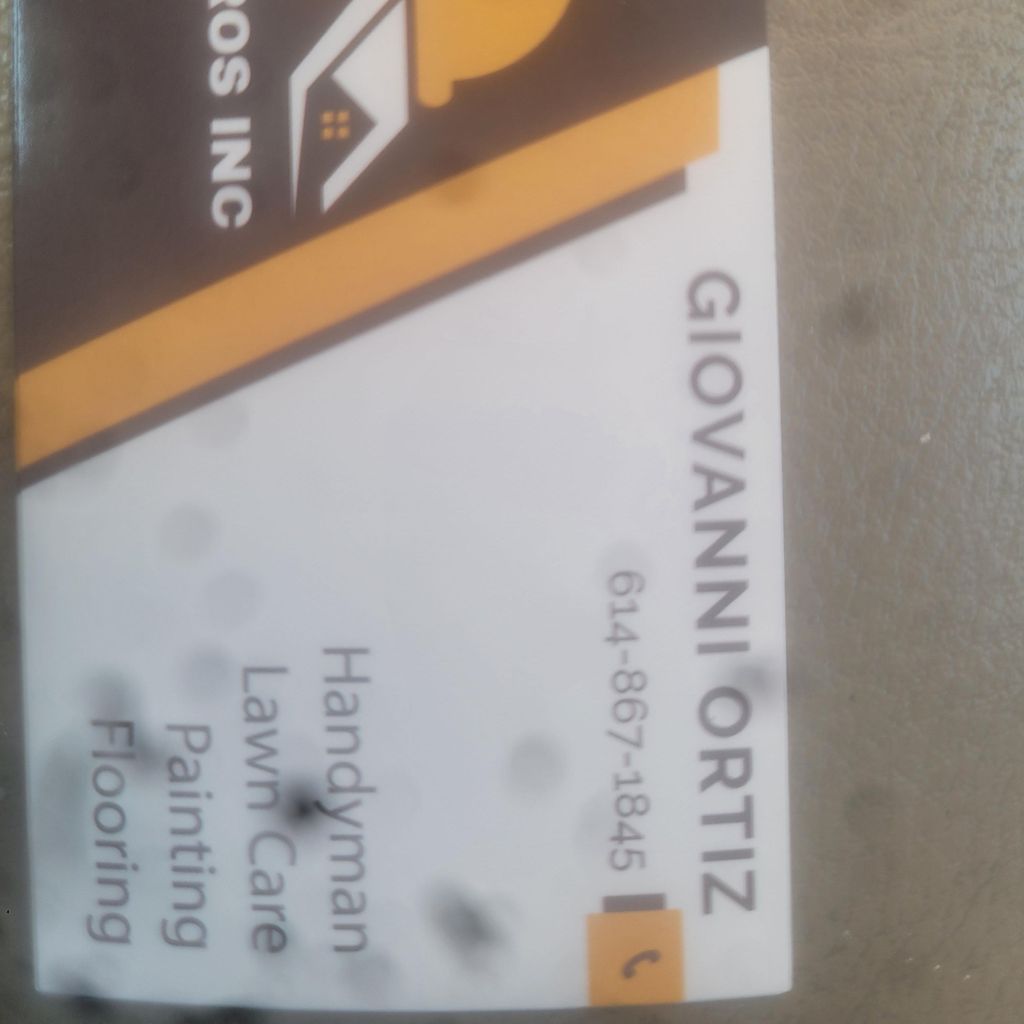 ROS INC
GIOVANNI ORTIZ
614-867-1845
Handyman
Lawn Care
Painting
Flooring